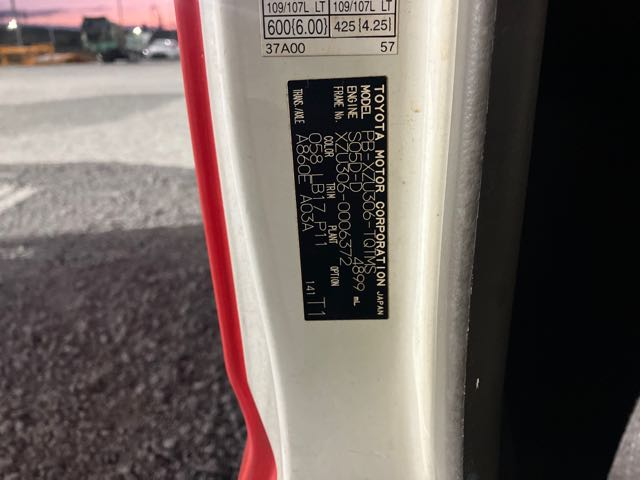 109/107L LT 109/107L LT
600{6.00} 425{4.25}
37A00 57
TOYOTA MOTOR CORPORATION JAPAN
MODEL PB-XZU306-TQTMS
ENGINE S05D-D 4899 mL
FRAME No. XZU306-0006372
COLOR TRIM PLANT OPTION
058 LB17 P11 T1
TRANS./AXLE A860E A03A 141